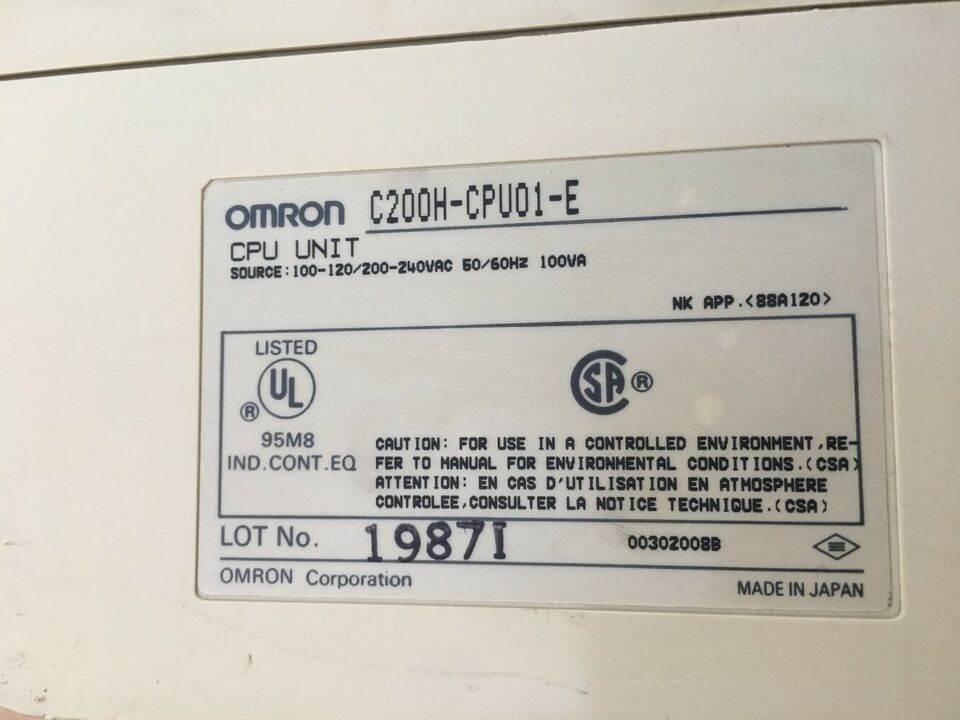 OMRON C200H-CPU01-E
CPU UNIT
SOURCE:100-120/200-240VAC 50/60HZ 100VA
NK APP.<88A120>
LISTED
UL
®
95M8
IND.CONT.EQ
CSA ®
CAUTION: FOR USE IN A CONTROLLED ENVIRONMENT,RE-
FER TO MANUAL FOR ENVIRONMENTAL CONDITIONS.(CSA)
ATTENTION: EN CAS D'UTILISATION EN ATMOSPHERE
CONTROLEE,CONSULTER LA NOTICE TECHNIQUE.(CSA)
LOT No. 1987I 00302008B
OMRON Corporation MADE IN JAPAN